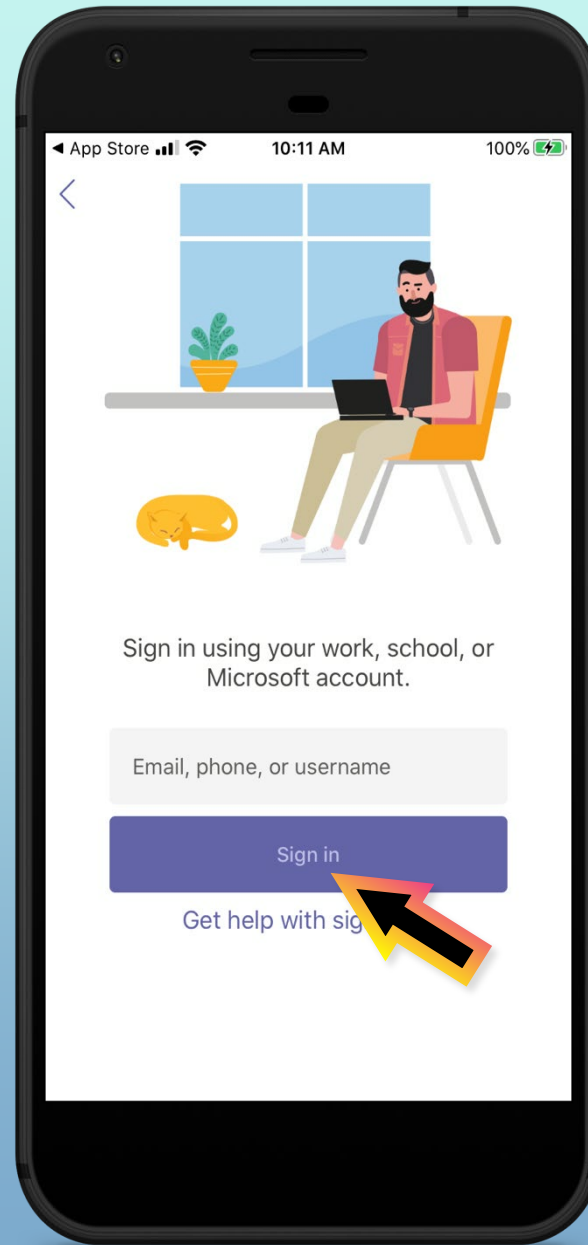 ◄ App Store 10:11 AM 100%
Sign in using your work, school, or
Microsoft account.
Email, phone, or username
Sign in
Get help with